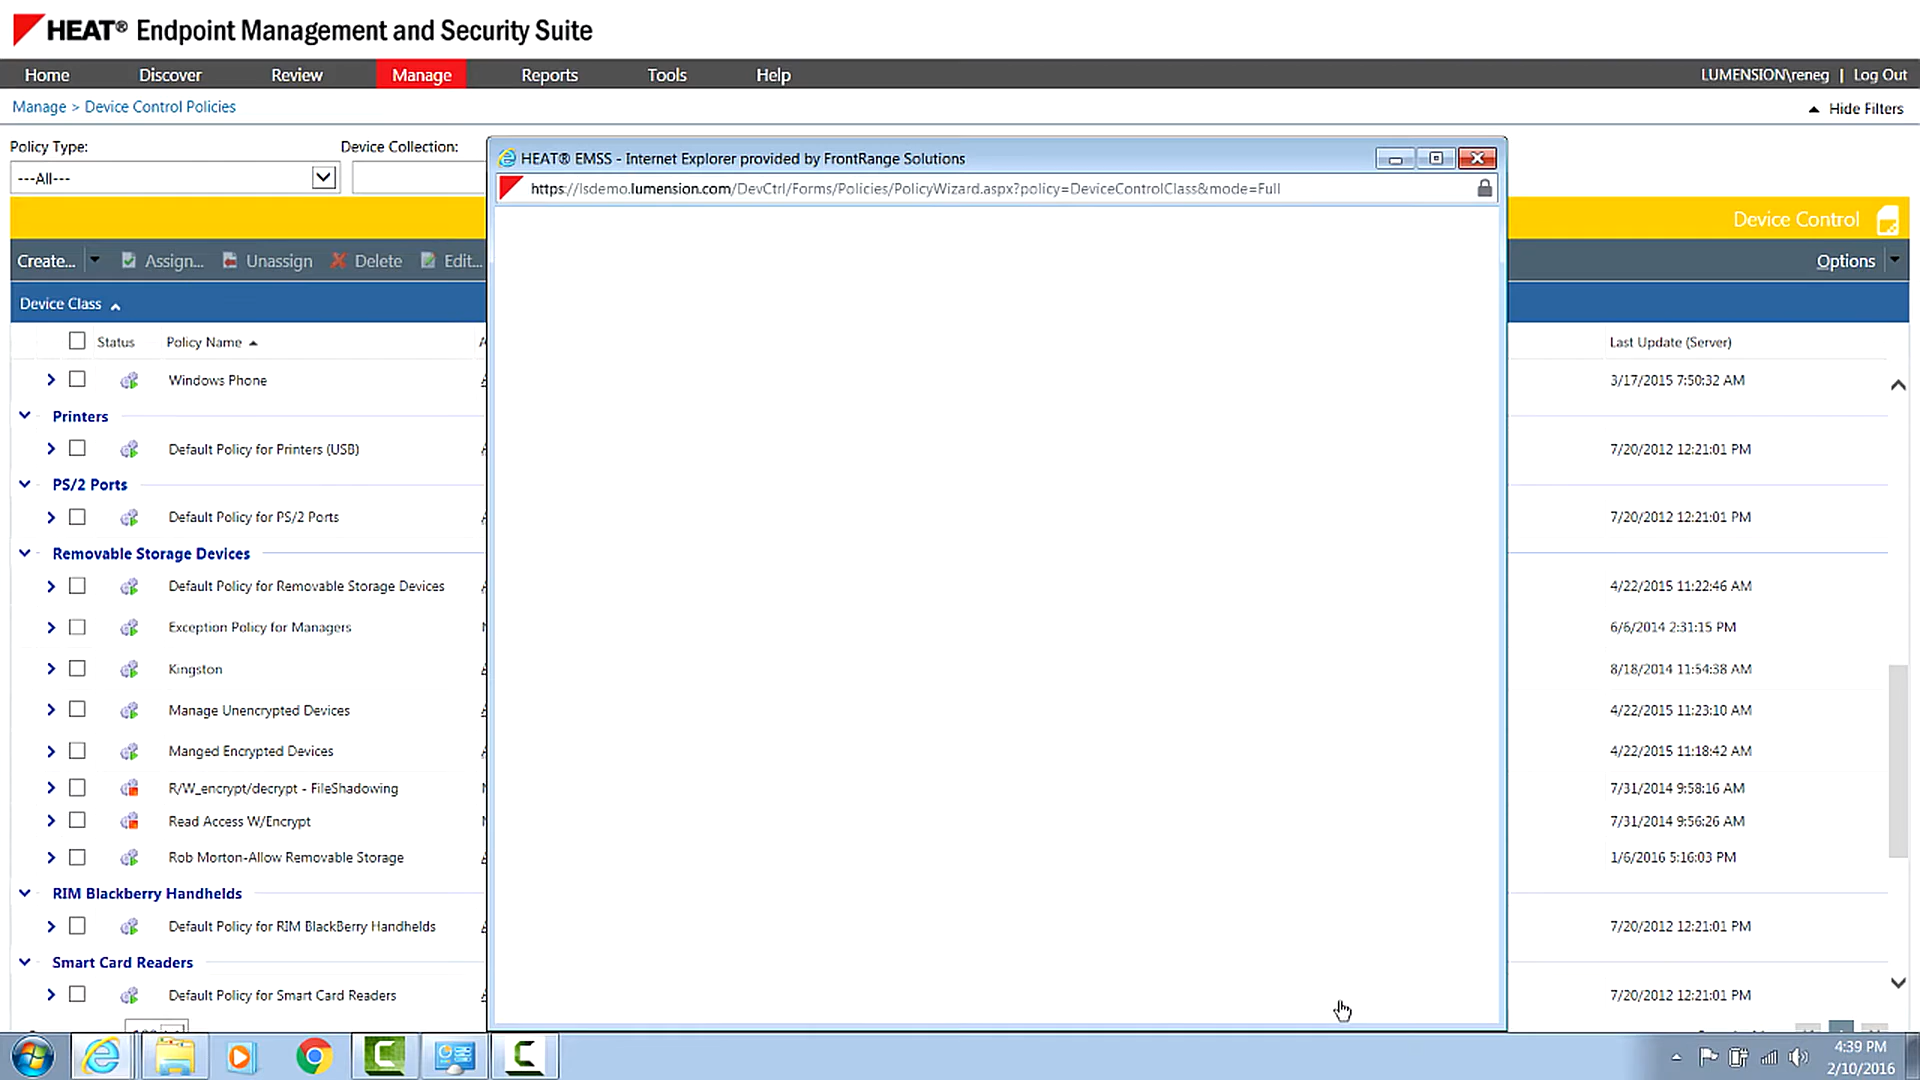 HEAT® Endpoint Management and Security Suite
Home Discover Review Manage Reports Tools Help LUMENSION\reneg | Log Out
Manage > Device Control Policies Hide Filters
Policy Type: Device Collection:
---All---
HEAT® EMSS - Internet Explorer provided by FrontRange Solutions
https://lsdemo.lumension.com/DevCtrl/Forms/Policies/PolicyWizard.aspx?policy=DeviceControlClass&mode=Full
Device Control
Create... Assign... Unassign Delete Edit... Options
Device Class
Status Policy Name Last Update (Server)
Windows Phone 3/17/2015 7:50:32 AM
Printers
Default Policy for Printers (USB) 7/20/2012 12:21:01 PM
PS/2 Ports
Default Policy for PS/2 Ports 7/20/2012 12:21:01 PM
Removable Storage Devices
Default Policy for Removable Storage Devices 4/22/2015 11:22:46 AM
Exception Policy for Managers 6/6/2014 2:31:15 PM
Kingston 8/18/2014 11:54:38 AM
Manage Unencrypted Devices 4/22/2015 11:23:10 AM
Manged Encrypted Devices 4/22/2015 11:18:42 AM
R/W_encrypt/decrypt - FileShadowing 7/31/2014 9:58:16 AM
Read Access W/Encrypt 7/31/2014 9:56:26 AM
Rob Morton-Allow Removable Storage 1/6/2016 5:16:03 PM
RIM Blackberry Handhelds
Default Policy for RIM BlackBerry Handhelds 7/20/2012 12:21:01 PM
Smart Card Readers
Default Policy for Smart Card Readers 7/20/2012 12:21:01 PM
4:39 PM
2/10/2016